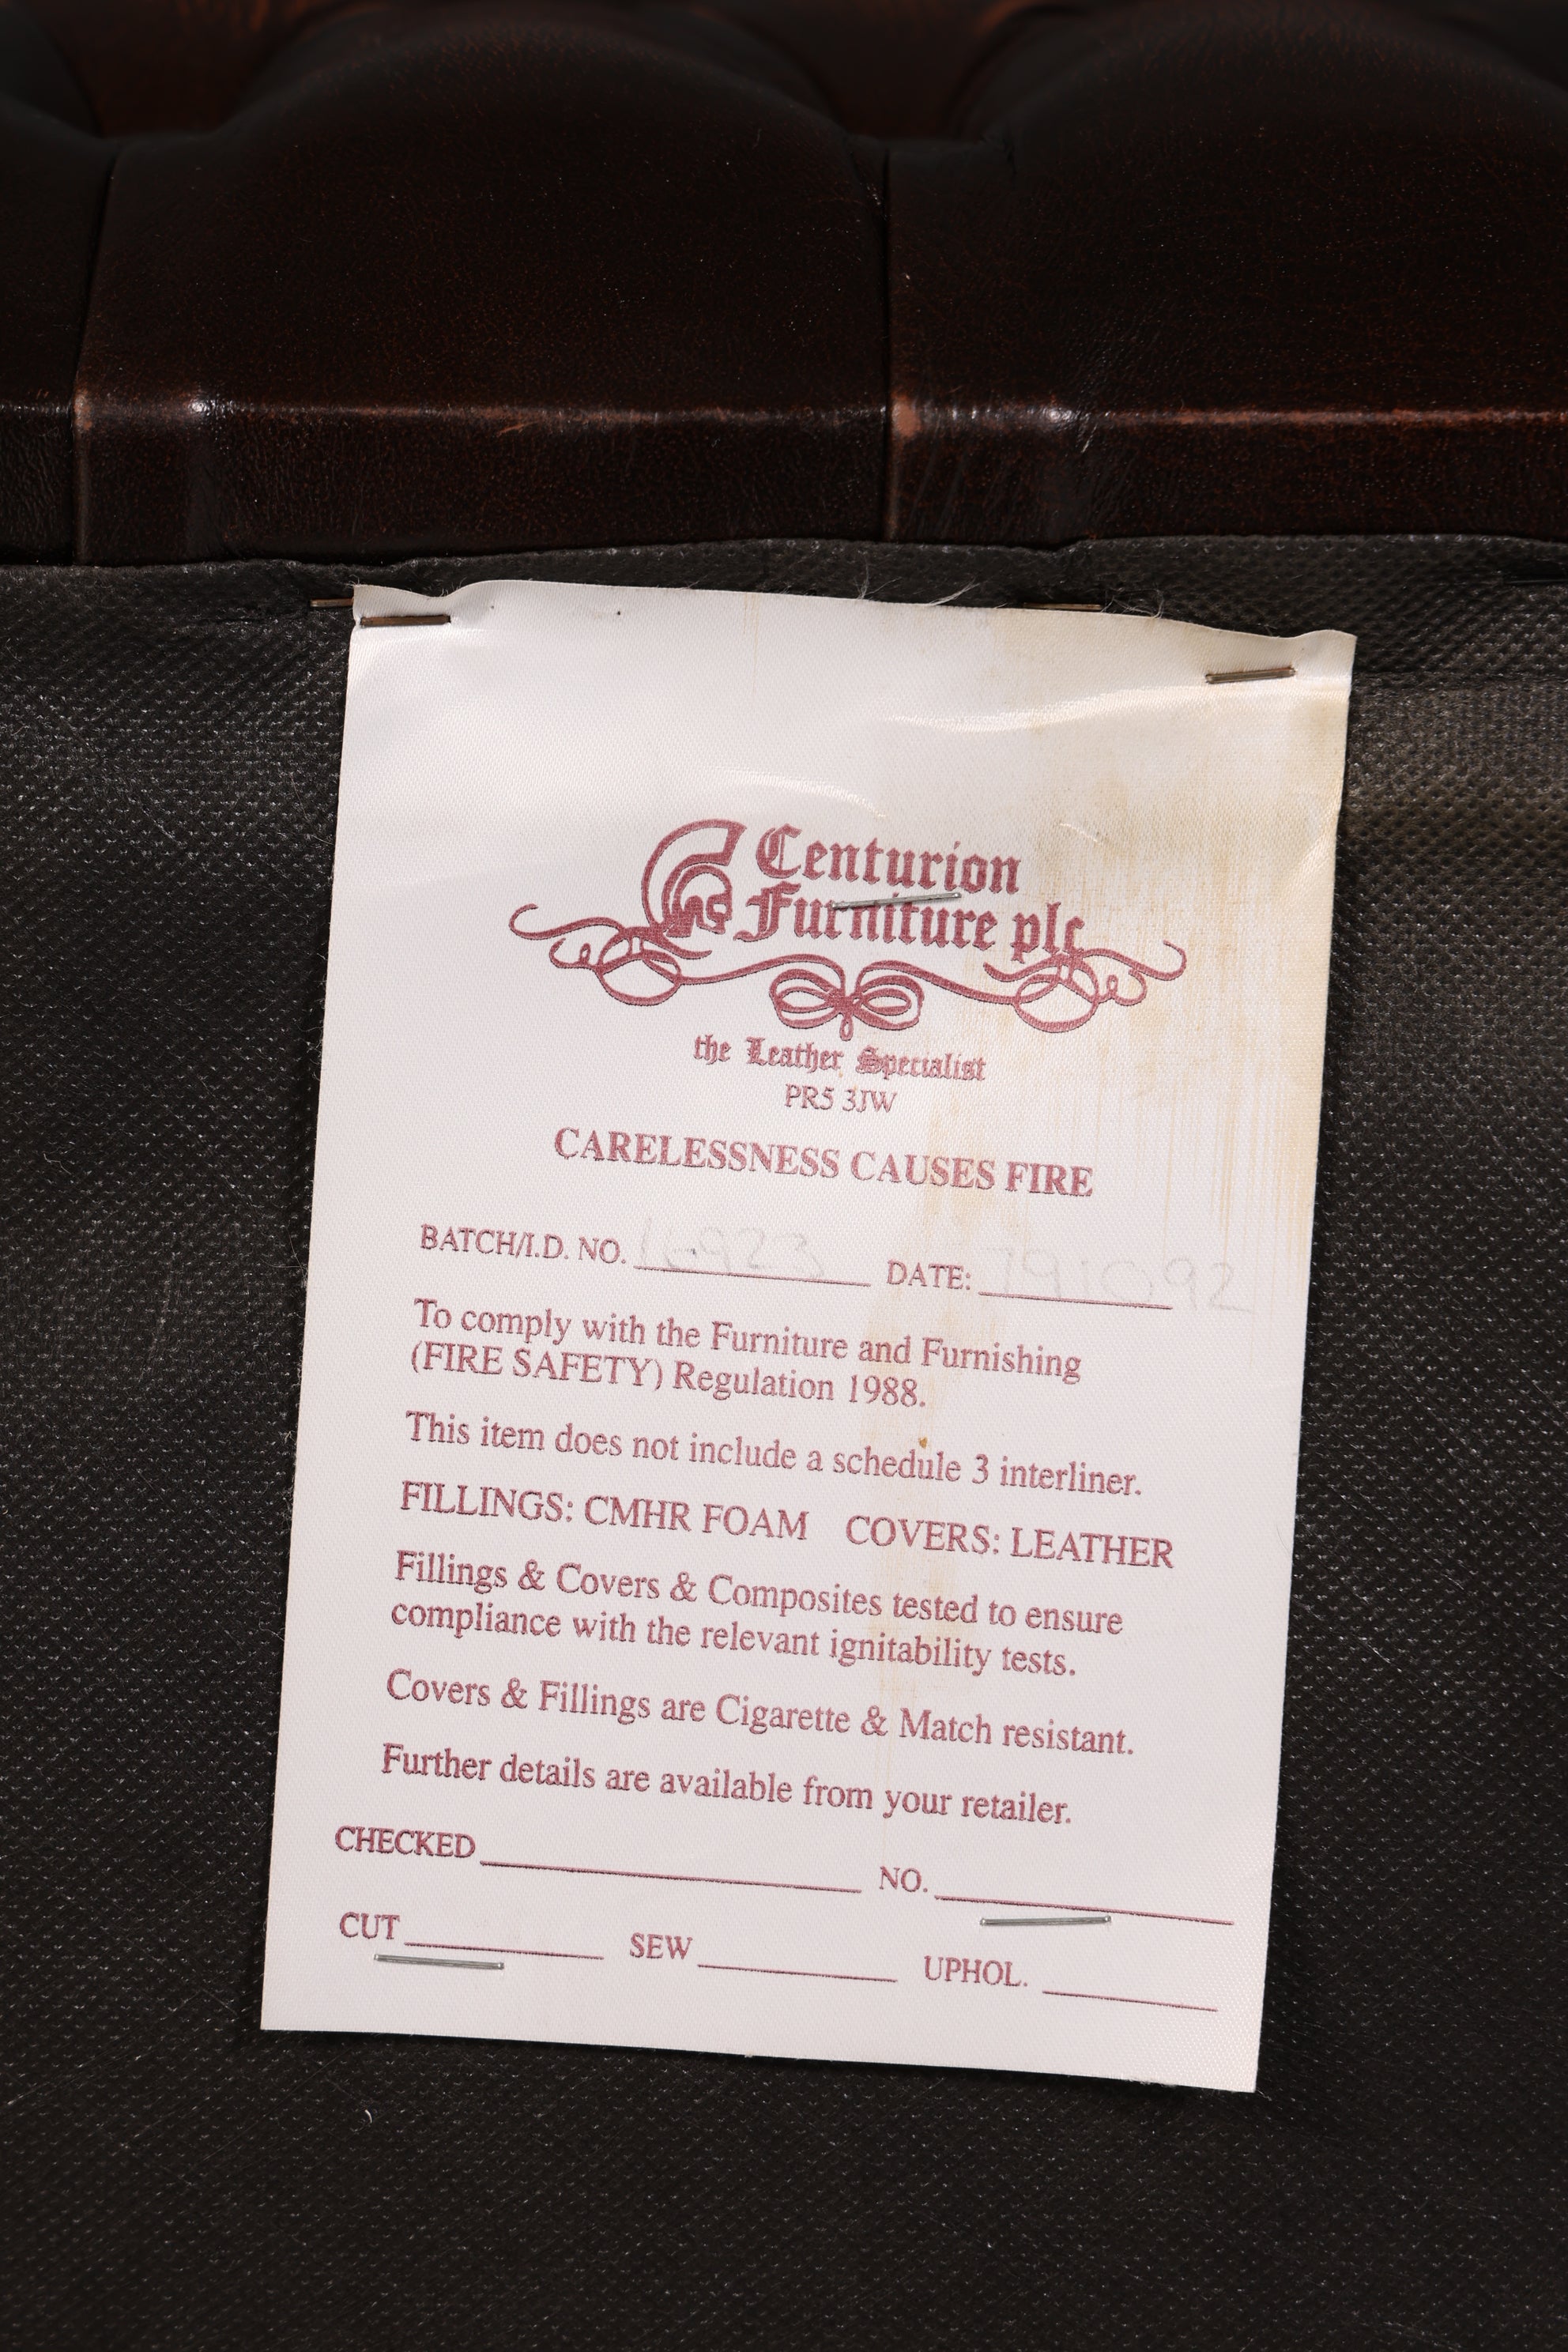 Centurion
Furniture plc
the Leather Specialist
PR5 3JW
CARELESSNESS CAUSES FIRE
BATCH/I.D. NO. 16923 DATE:
To comply with the Furniture and Furnishing
(FIRE SAFETY) Regulation 1988.
This item does not include a schedule 3 interliner.
FILLINGS: CMHR FOAM COVERS: LEATHER
Fillings & Covers & Composites tested to ensure
compliance with the relevant ignitability tests.
Covers & Fillings are Cigarette & Match resistant.
Further details are available from your retailer.
CHECKED NO.
CUT SEW UPHOL.